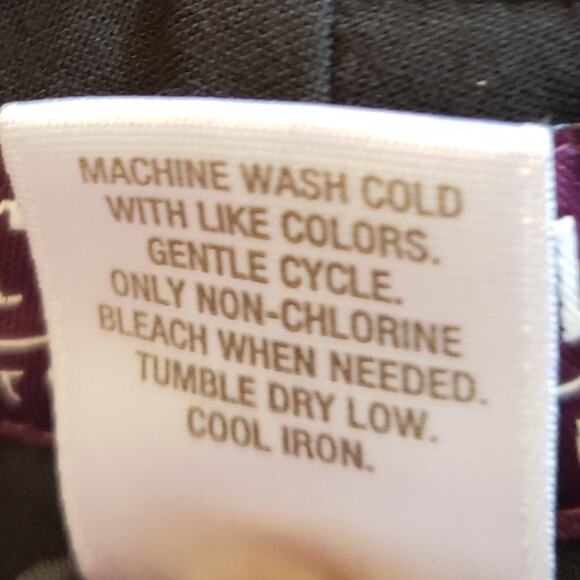 MACHINE WASH COLD
WITH LIKE COLORS.
GENTLE CYCLE.
ONLY NON-CHLORINE
BLEACH WHEN NEEDED.
TUMBLE DRY LOW.
COOL IRON.